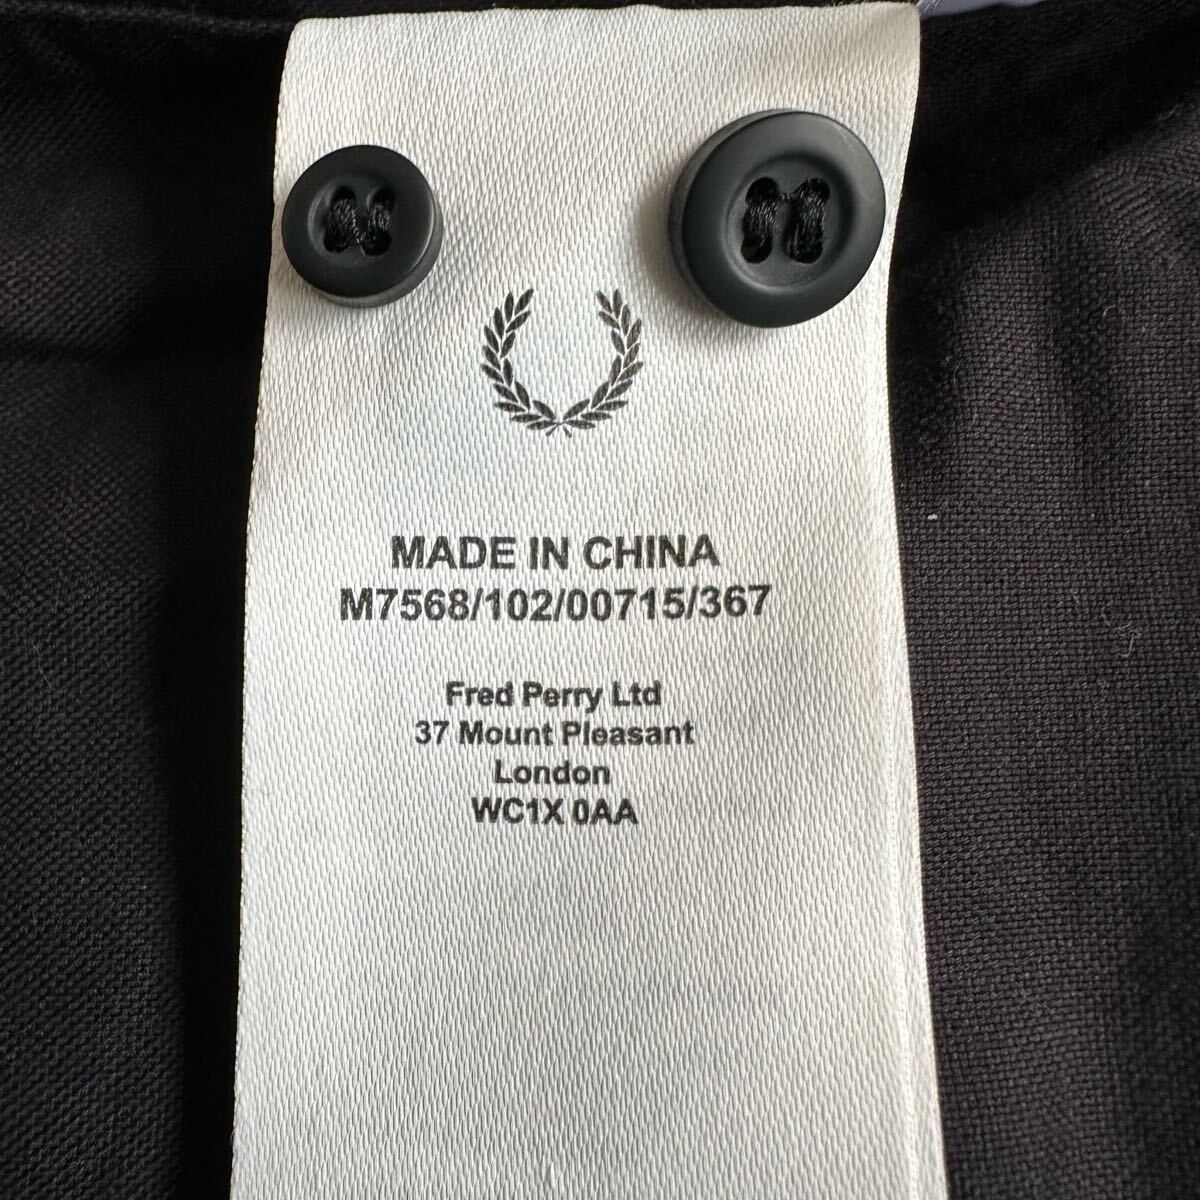 MADE IN CHINA
M7568/102/00715/367
Fred Perry Ltd
37 Mount Pleasant
London
WC1X 0AA